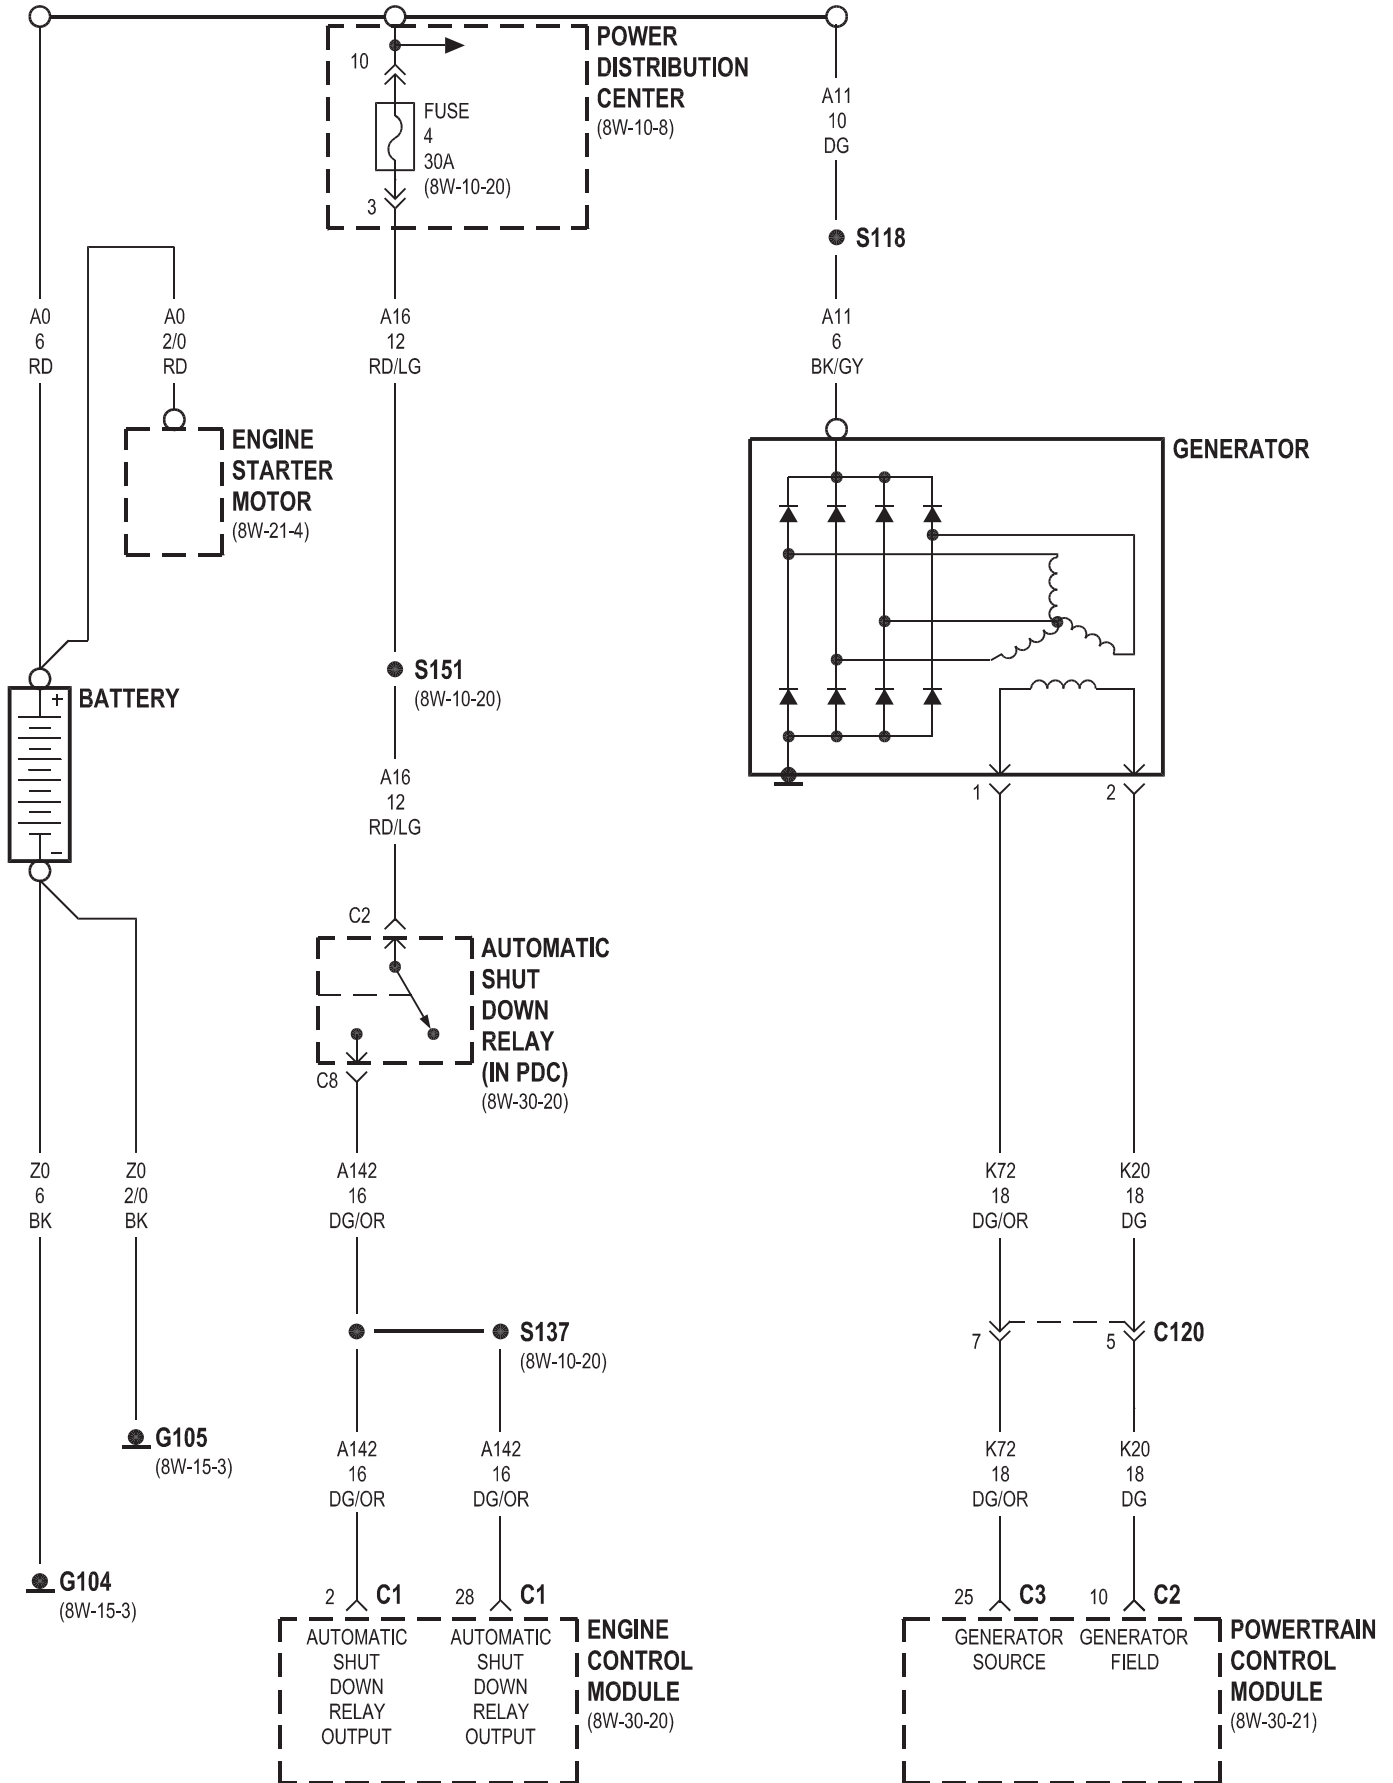 POWER
DISTRIBUTION
CENTER
(8W-10-8)
10
FUSE
4
30A
(8W-10-20)
3
A11
10
DG
S118
A0
6
RD
A0
2/0
RD
A16
12
RD/LG
A11
6
BK/GY
ENGINE
STARTER
MOTOR
(8W-21-4)
GENERATOR
S151
(8W-10-20)
+
BATTERY
−
A16
12
RD/LG
1
2
C2
AUTOMATIC
SHUT
DOWN
RELAY
(IN PDC)
(8W-30-20)
C8
Z0
6
BK
Z0
2/0
BK
A142
16
DG/OR
K72
18
DG/OR
K20
18
DG
S137
(8W-10-20)
7
5
C120
G105
(8W-15-3)
A142
16
DG/OR
A142
16
DG/OR
K72
18
DG/OR
K20
18
DG
G104
(8W-15-3)
2
C1
28
C1
25
C3
10
C2
AUTOMATIC
SHUT
DOWN
RELAY
OUTPUT
AUTOMATIC
SHUT
DOWN
RELAY
OUTPUT
ENGINE
CONTROL
MODULE
(8W-30-20)
GENERATOR
SOURCE
GENERATOR
FIELD
POWERTRAIN
CONTROL
MODULE
(8W-30-21)